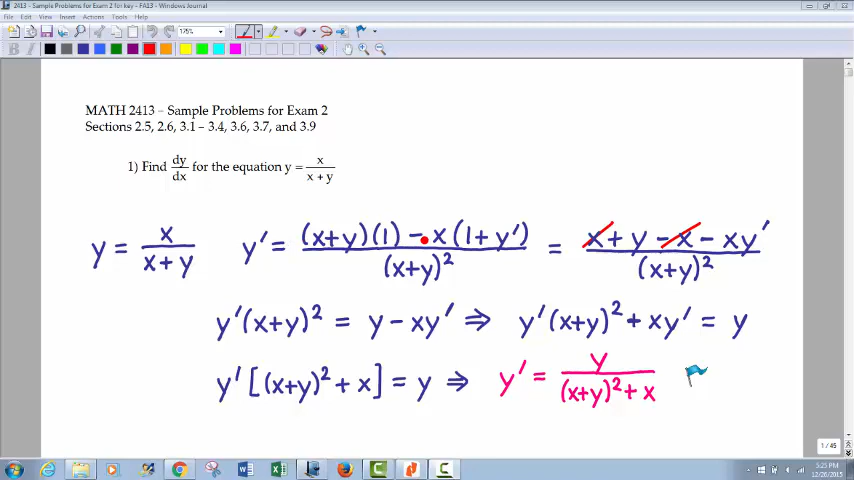 2413 - Sample Problems for Exam 2 for key - FA13 - Windows Journal
File Edit View Insert Actions Tools Help
175%
B I
MATH 2413 – Sample Problems for Exam 2
Sections 2.5, 2.6, 3.1 – 3.4, 3.6, 3.7, and 3.9
1) Find dy/dx for the equation y = x/(x + y)
y = x/(x+y) y′ = ((x+y)(1) - x(1+y′))/(x+y)² = (x + y - x - xy′)/(x+y)²
y′(x+y)² = y - xy′ ⇒ y′(x+y)² + xy′ = y
y′[(x+y)² + x] = y ⇒ y′ = y/((x+y)² + x)
1 / 45
5:23 PM
12/26/2015